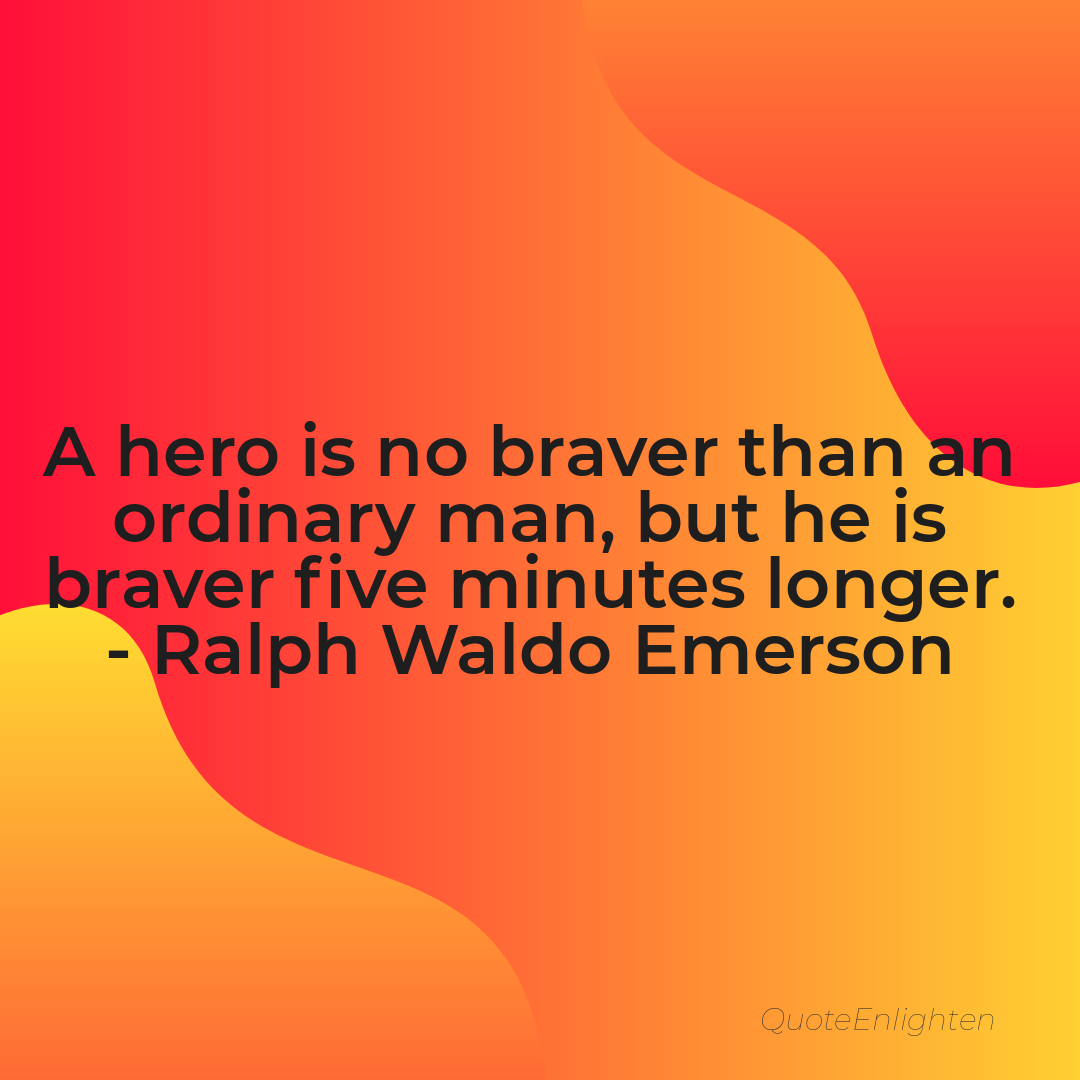 A hero is no braver than an
ordinary man, but he is
braver five minutes longer.
- Ralph Waldo Emerson
QuoteEnlighten